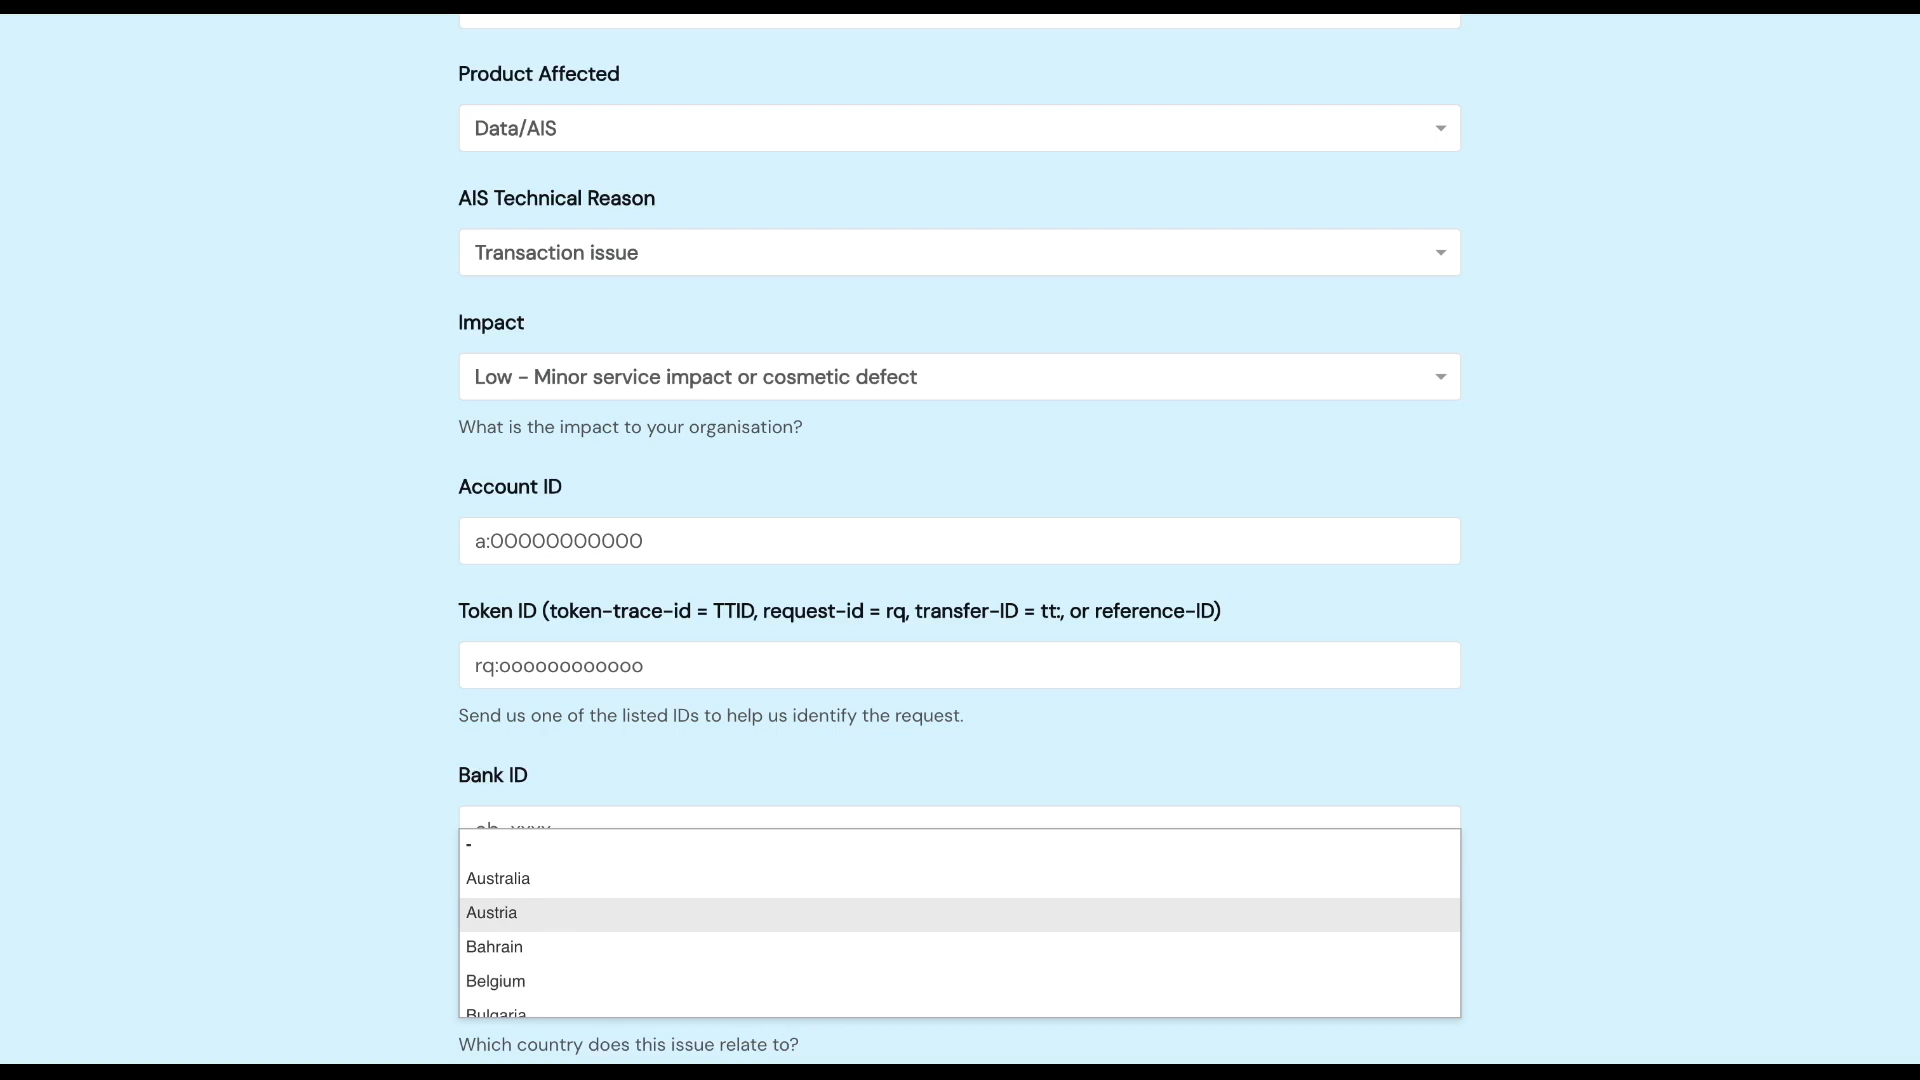 Product Affected
Data/AIS
AIS Technical Reason
Transaction issue
Impact
Low - Minor service impact or cosmetic defect
What is the impact to your organisation?
Account ID
a:00000000000
Token ID (token-trace-id = TTID, request-id = rq, transfer-ID = tt:, or reference-ID)
rq:oooooooooooo
Send us one of the listed IDs to help us identify the request.
Bank ID
-
Australia
Austria
Bahrain
Belgium
Bulgaria
Which country does this issue relate to?